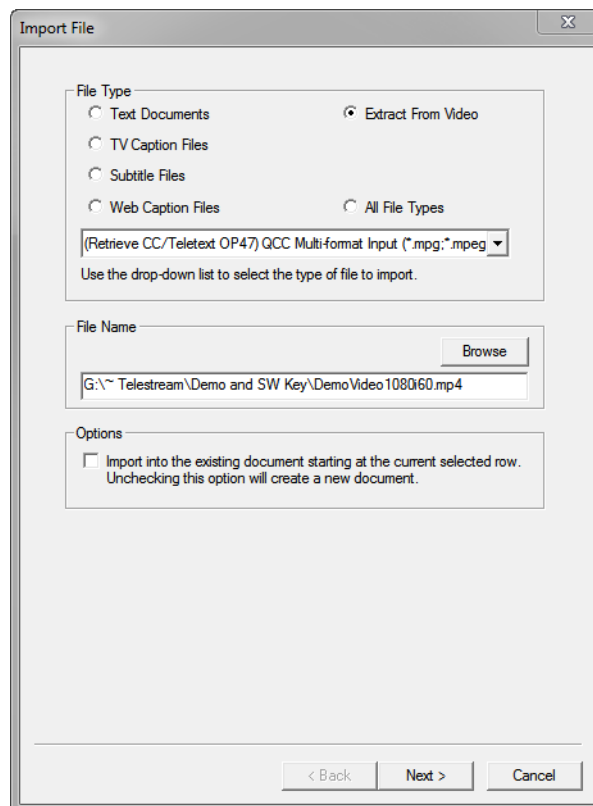 Import File
File Type
Text Documents
Extract From Video
TV Caption Files
Subtitle Files
Web Caption Files
All File Types
(Retrieve CC/Teletext OP47) QCC Multi-format Input (*.mpg;*.mpeg
Use the drop-down list to select the type of file to import.
File Name
Browse
G:\~ Telestream\Demo and SW Key\DemoVideo1080i60.mp4
Options
Import into the existing document starting at the current selected row.
Unchecking this option will create a new document.
< Back
Next >
Cancel